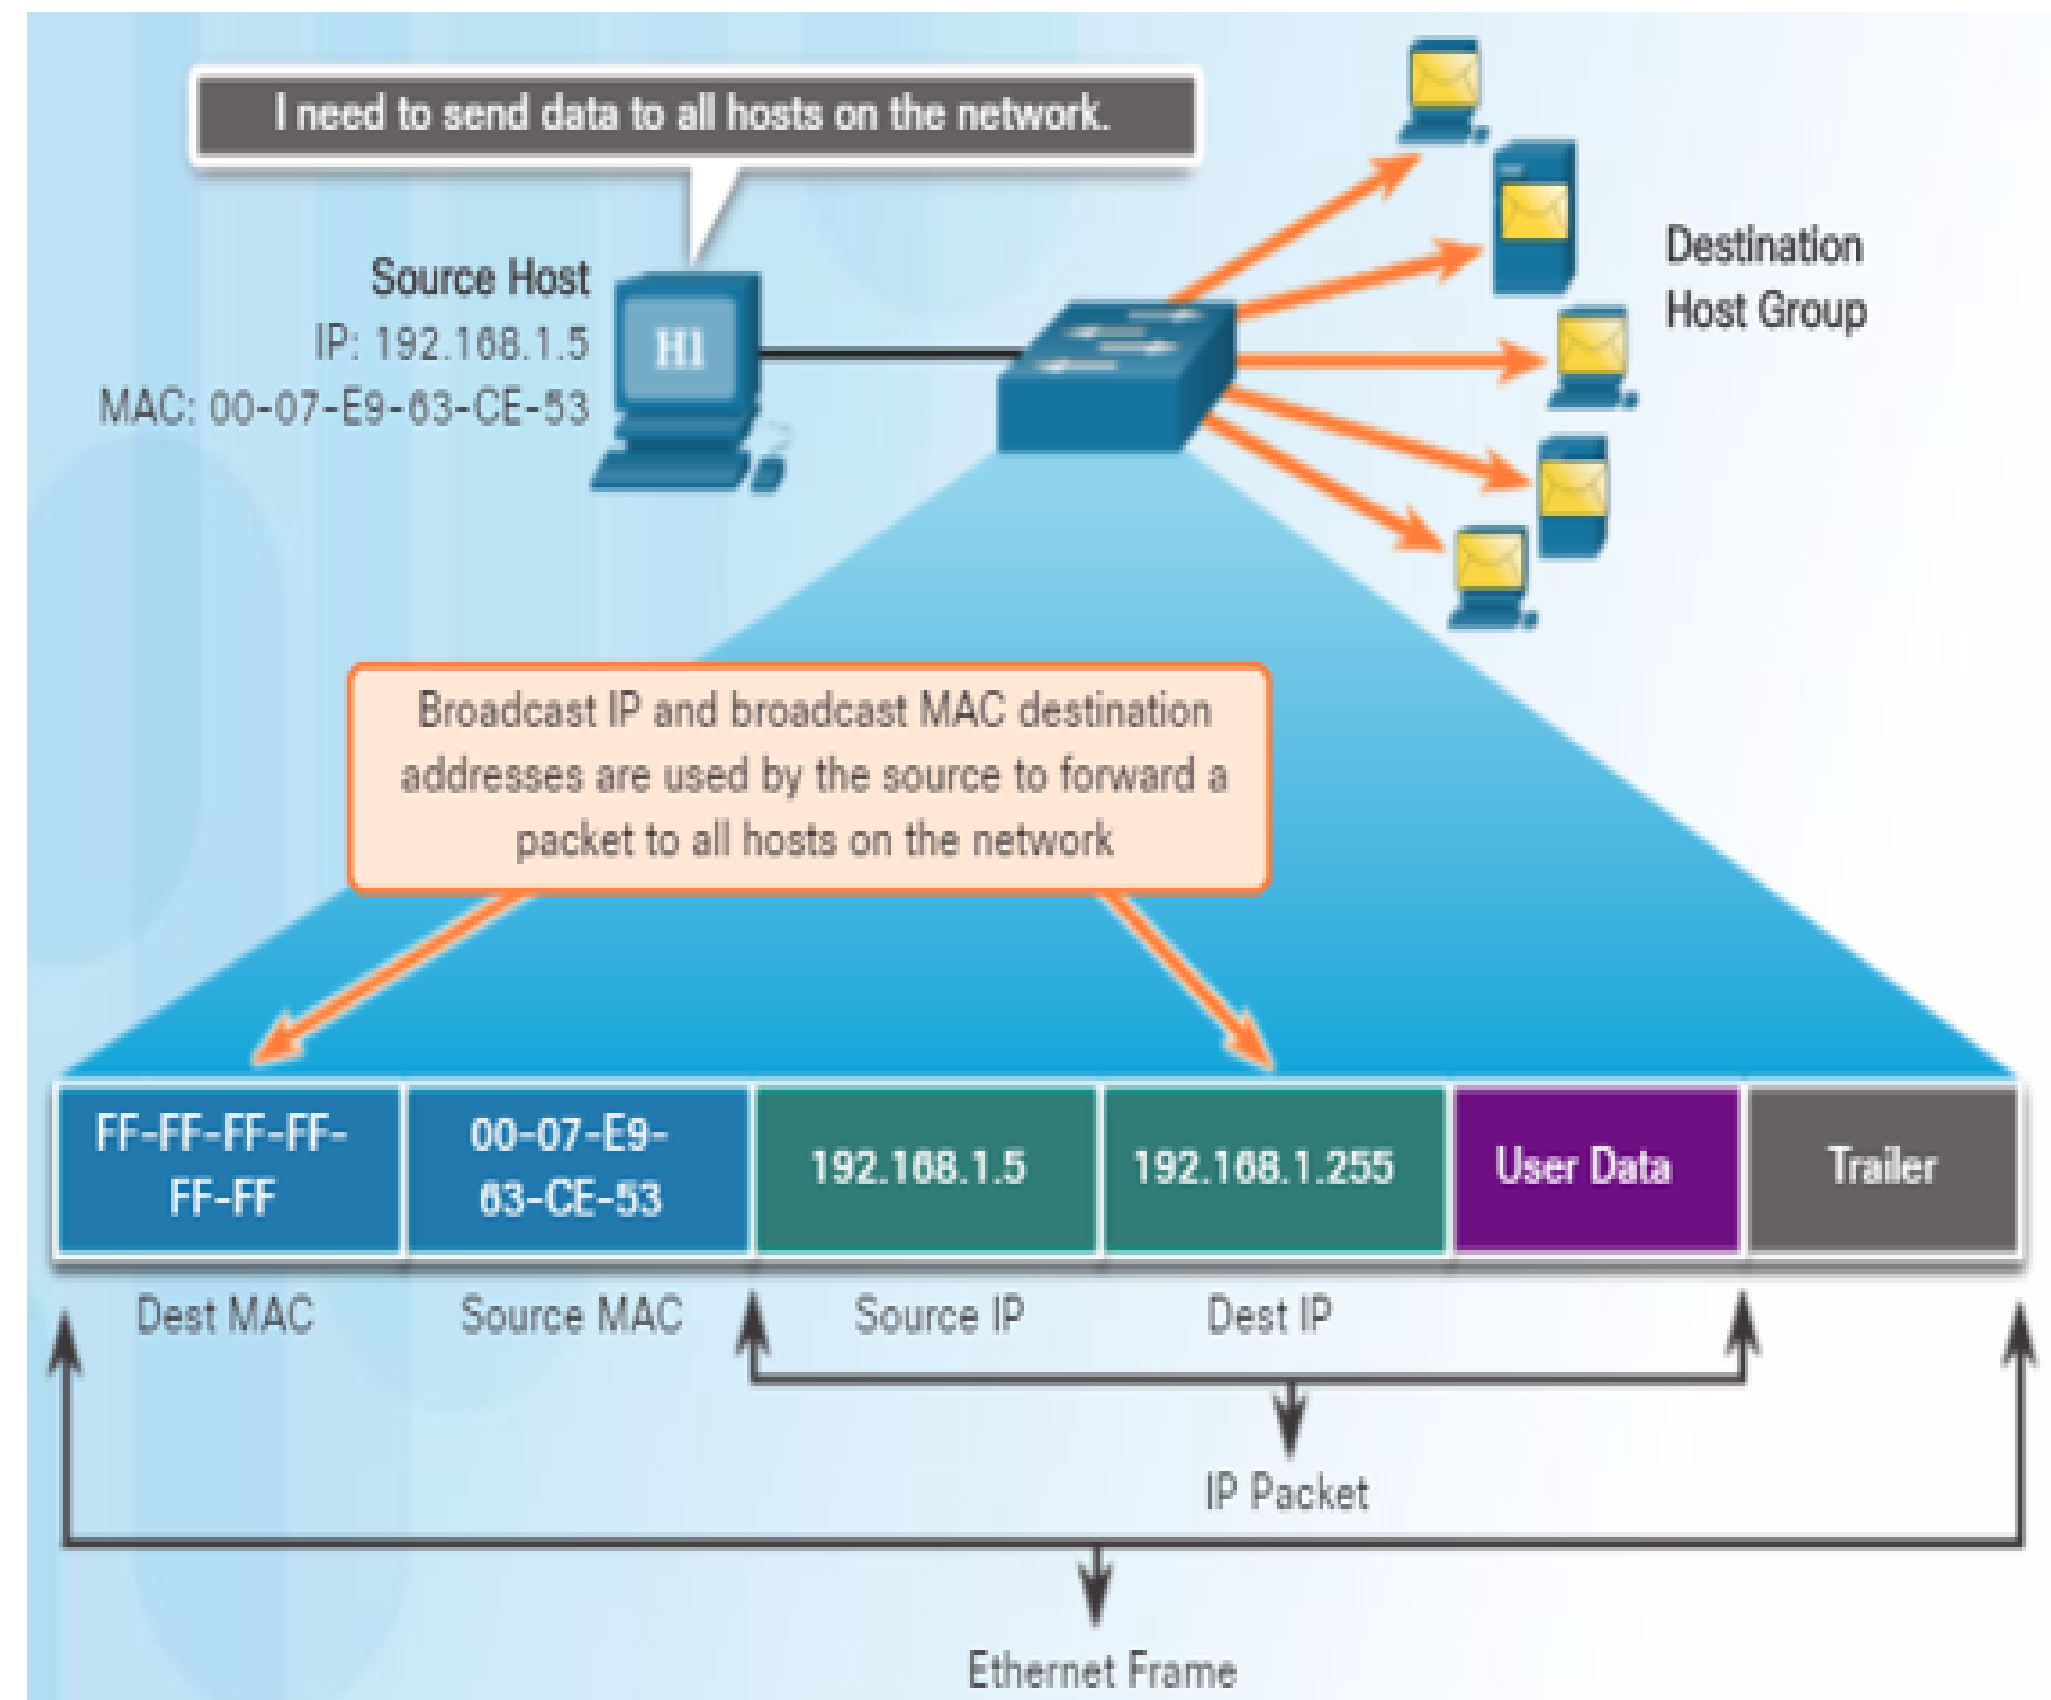 I need to send data to all hosts on the network.
Source Host
IP: 192.168.1.5
MAC: 00-07-E9-63-CE-53
H1
Destination
Host Group
Broadcast IP and broadcast MAC destination
addresses are used by the source to forward a
packet to all hosts on the network
FF-FF-FF-FF-
FF-FF
00-07-E9-
63-CE-53
192.168.1.5
192.168.1.255
User Data
Trailer
Dest MAC
Source MAC
Source IP
Dest IP
IP Packet
Ethernet Frame